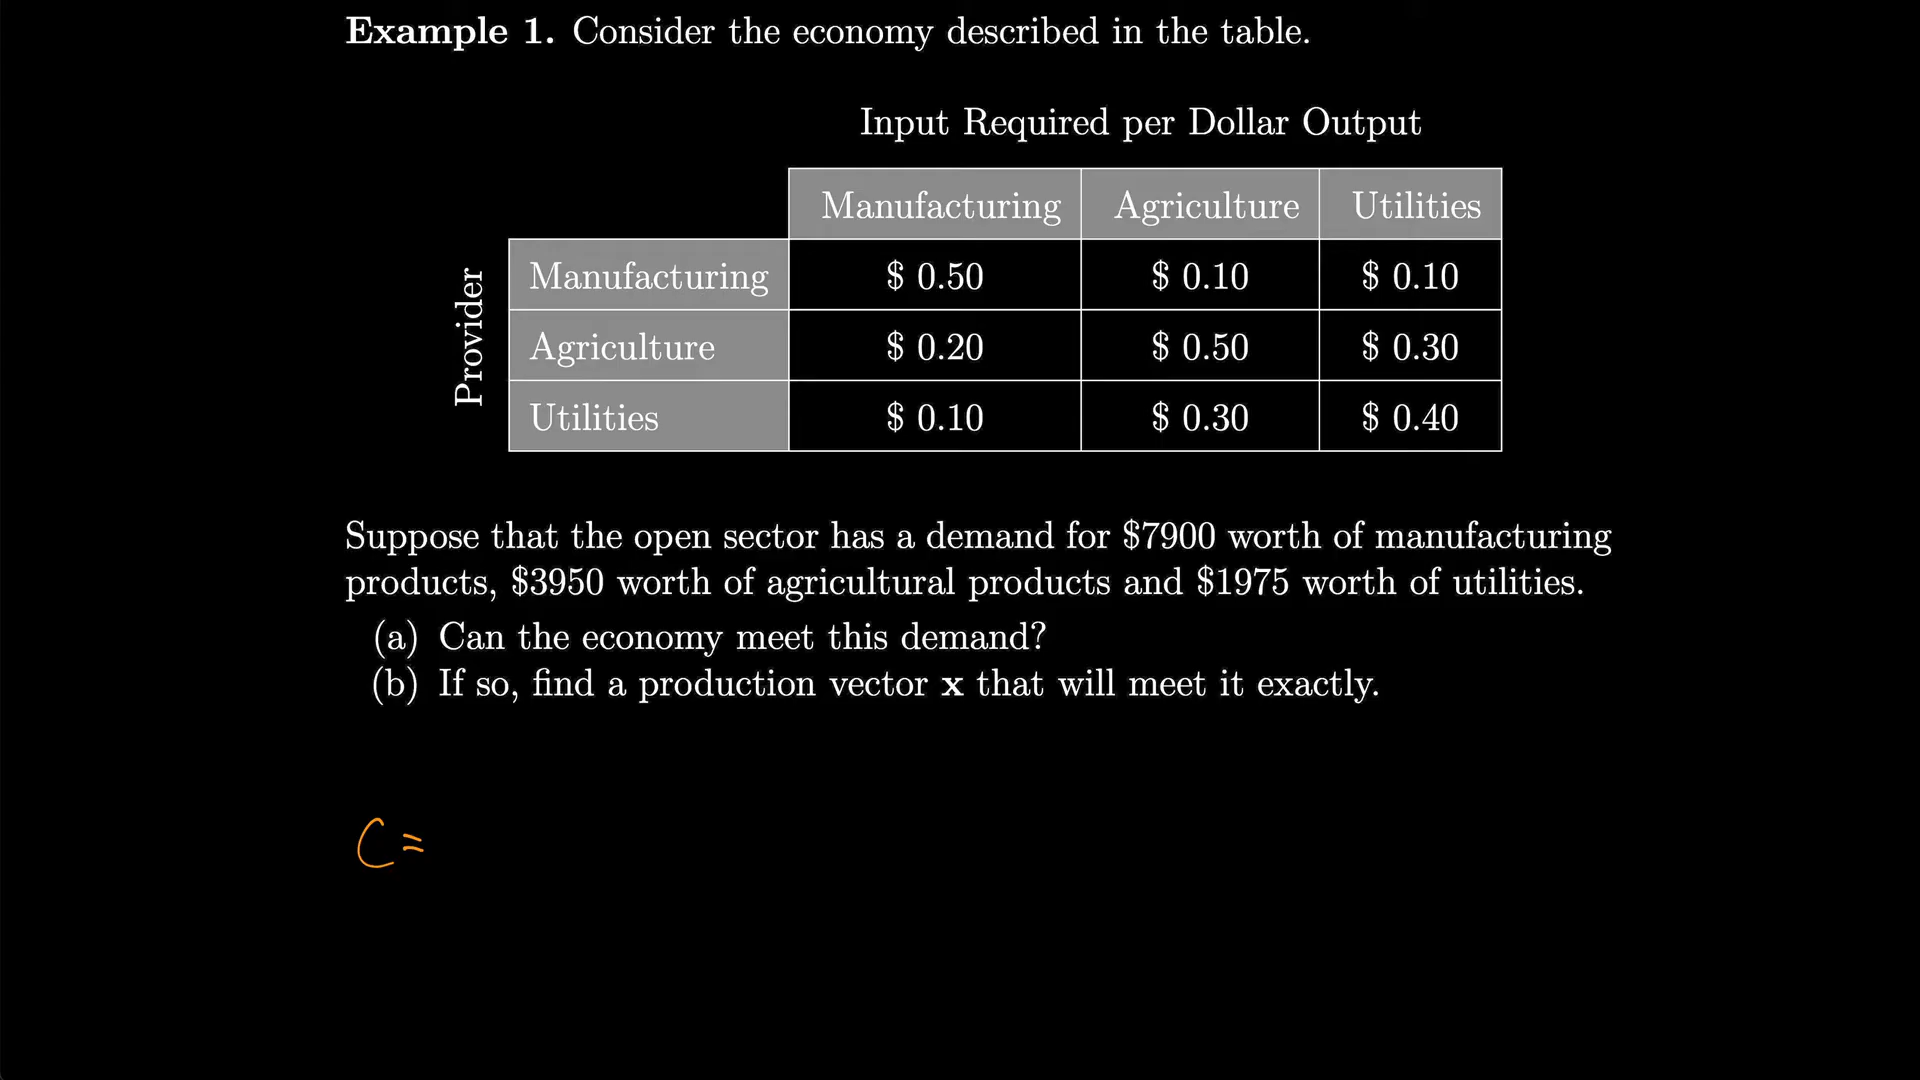 Example 1. Consider the economy described in the table.
Input Required per Dollar Output
Manufacturing Agriculture Utilities
Provider
Manufacturing $ 0.50 $ 0.10 $ 0.10
Agriculture $ 0.20 $ 0.50 $ 0.30
Utilities $ 0.10 $ 0.30 $ 0.40
Suppose that the open sector has a demand for $7900 worth of manufacturing
products, $3950 worth of agricultural products and $1975 worth of utilities.
(a) Can the economy meet this demand?
(b) If so, find a production vector x that will meet it exactly.
C =